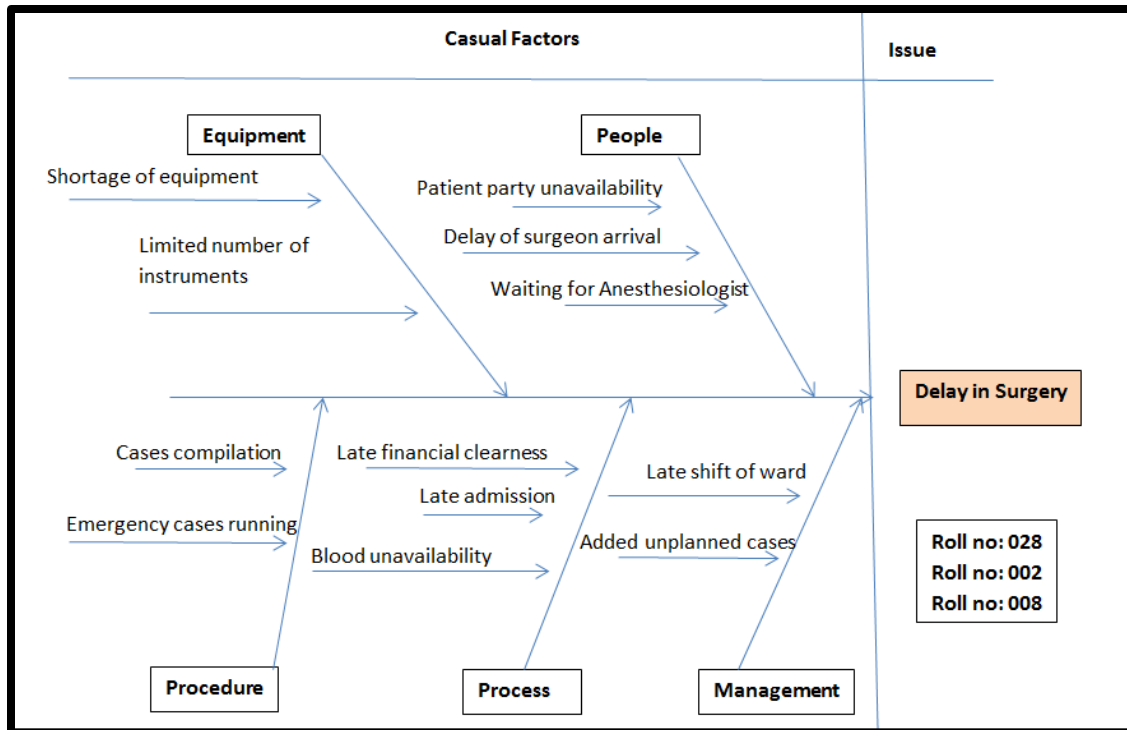 Casual Factors
Issue
Equipment
People
Shortage of equipment
Patient party unavailability
Limited number of
instruments
Delay of surgeon arrival
Waiting for Anesthesiologist
Delay in Surgery
Cases compilation
Late financial clearness
Late shift of ward
Late admission
Emergency cases running
Blood unavailability
Added unplanned cases
Roll no: 028
Roll no: 002
Roll no: 008
Procedure
Process
Management